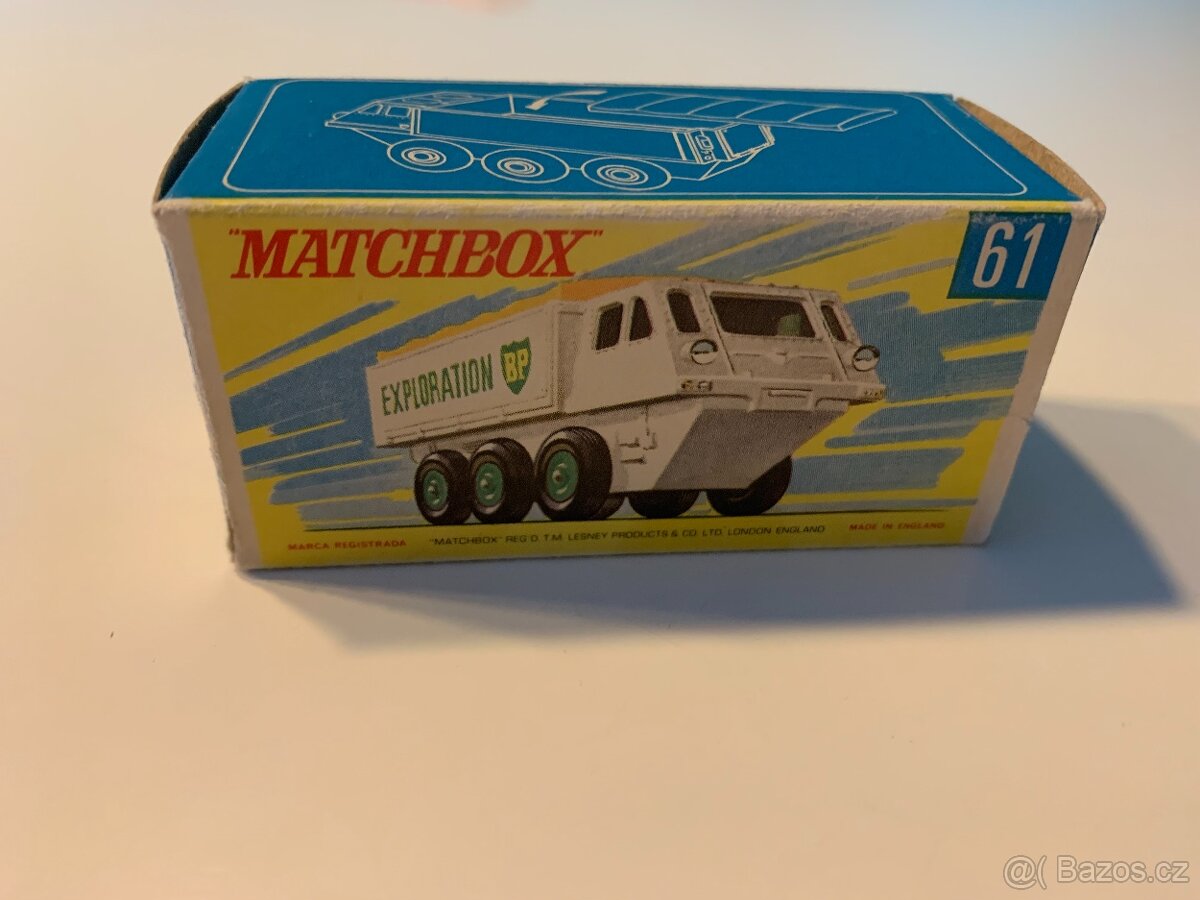 "MATCHBOX"
61
EXPLORATION BP
MARCA REGISTRADA "MATCHBOX" REG'D. T.M. LESNEY PRODUCTS & CO. LTD. LONDON ENGLAND MADE IN ENGLAND
@( Bazos.cz